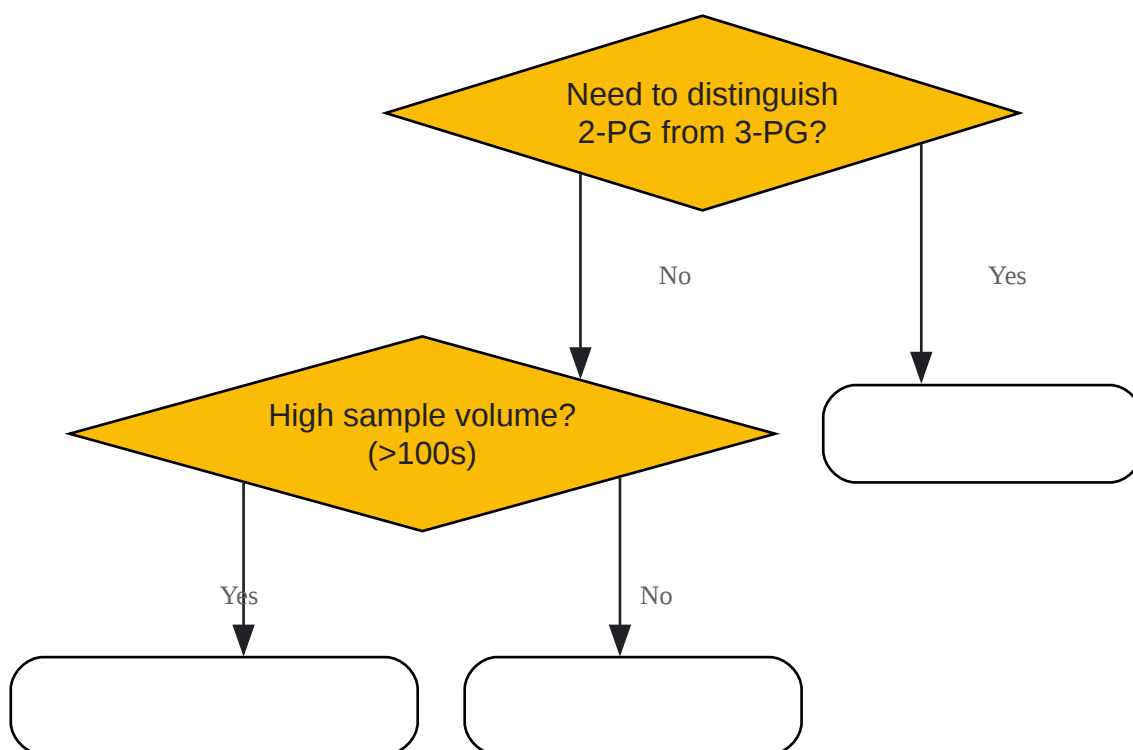 Need to distinguish
2-PG from 3-PG?
No
Yes
High sample volume?
(>100s)
Yes
No